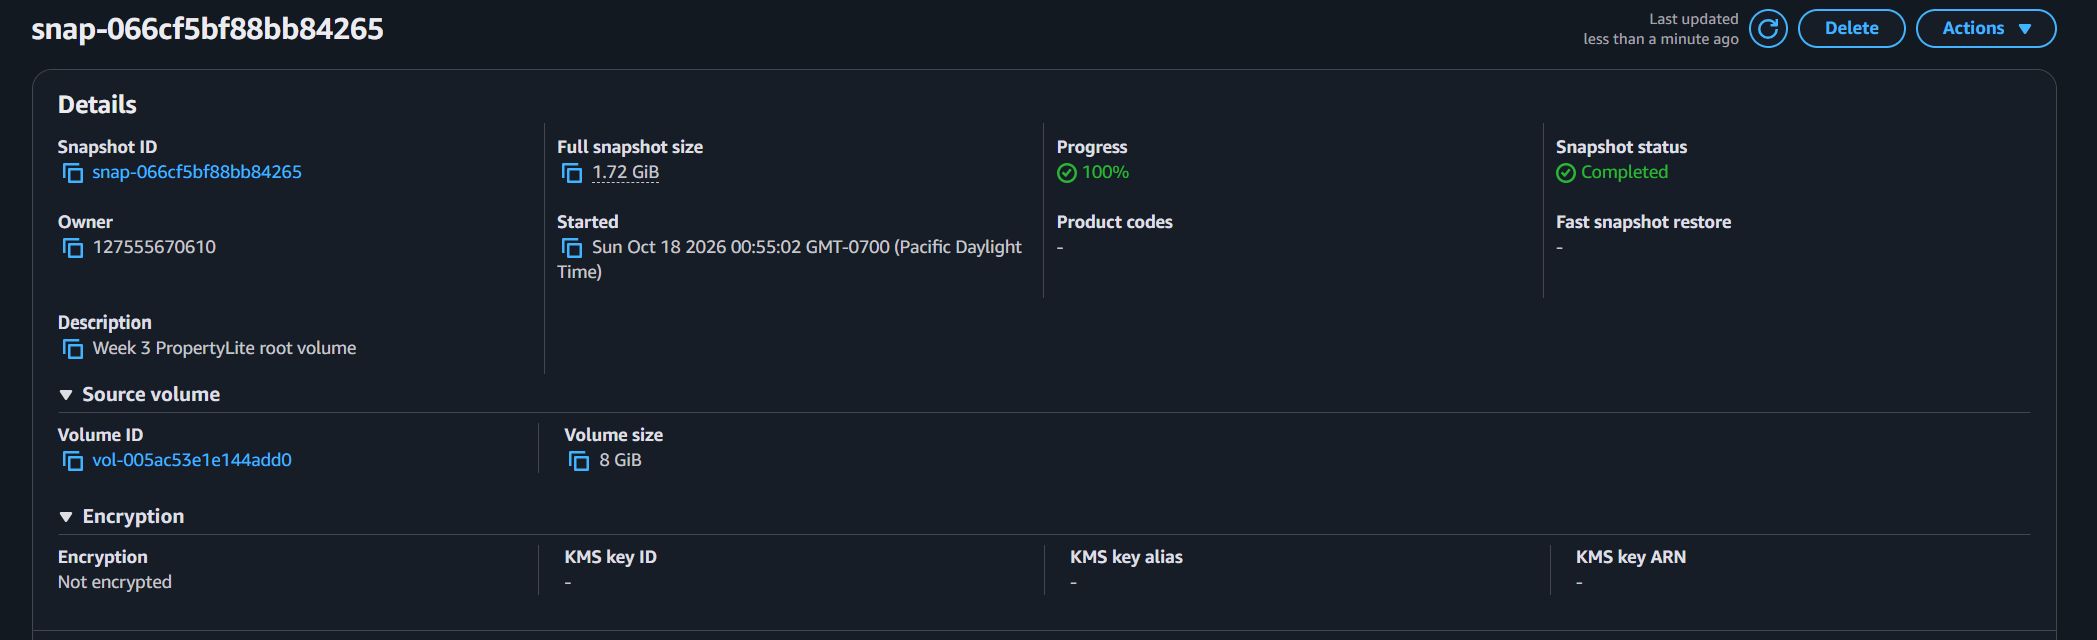 snap-066cf5bf88bb84265
Last updated
less than a minute ago
Delete
Actions
Details
Snapshot ID
snap-066cf5bf88bb84265
Full snapshot size
1.72 GiB
Progress
100%
Snapshot status
Completed
Owner
127555670610
Started
Sun Oct 18 2026 00:55:02 GMT-0700 (Pacific Daylight
Time)
Product codes
-
Fast snapshot restore
-
Description
Week 3 PropertyLite root volume
Source volume
Volume ID
vol-005ac53e1e144add0
Volume size
8 GiB
Encryption
Encryption
Not encrypted
KMS key ID
-
KMS key alias
-
KMS key ARN
-